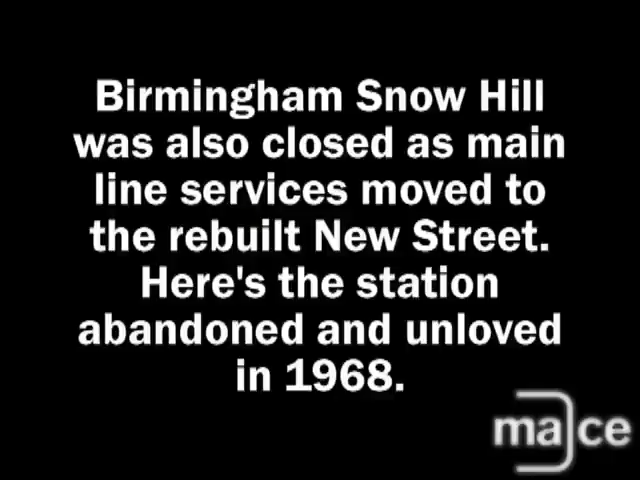 Birmingham Snow Hill
was also closed as main
line services moved to
the rebuilt New Street.
Here's the station
abandoned and unloved
in 1968.
mace